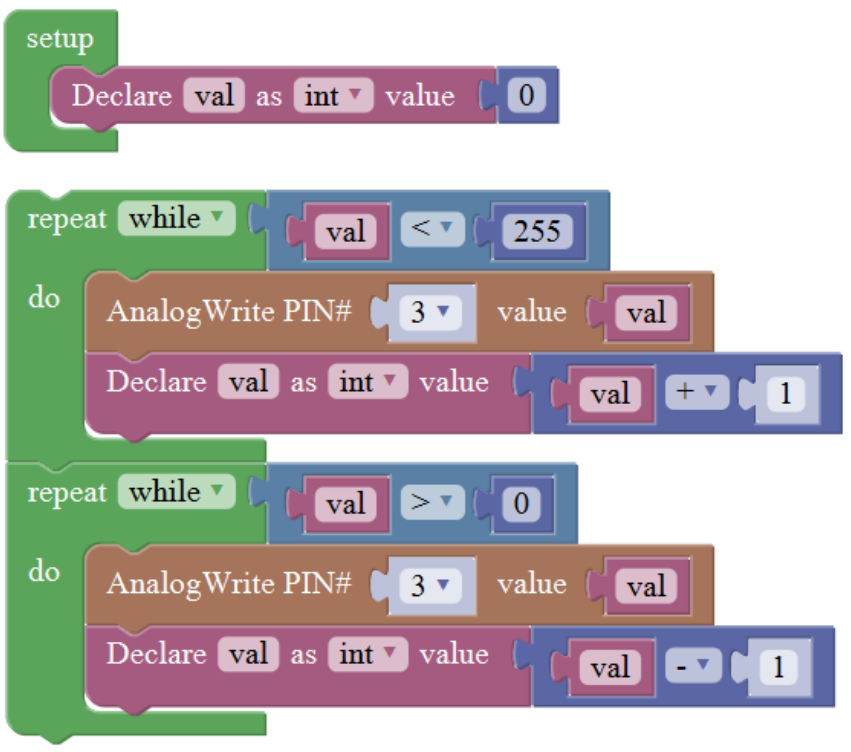 setup
Declare val as int value 0
repeat while val < 255
do AnalogWrite PIN# 3 value val
Declare val as int value val + 1
repeat while val > 0
do AnalogWrite PIN# 3 value val
Declare val as int value val - 1